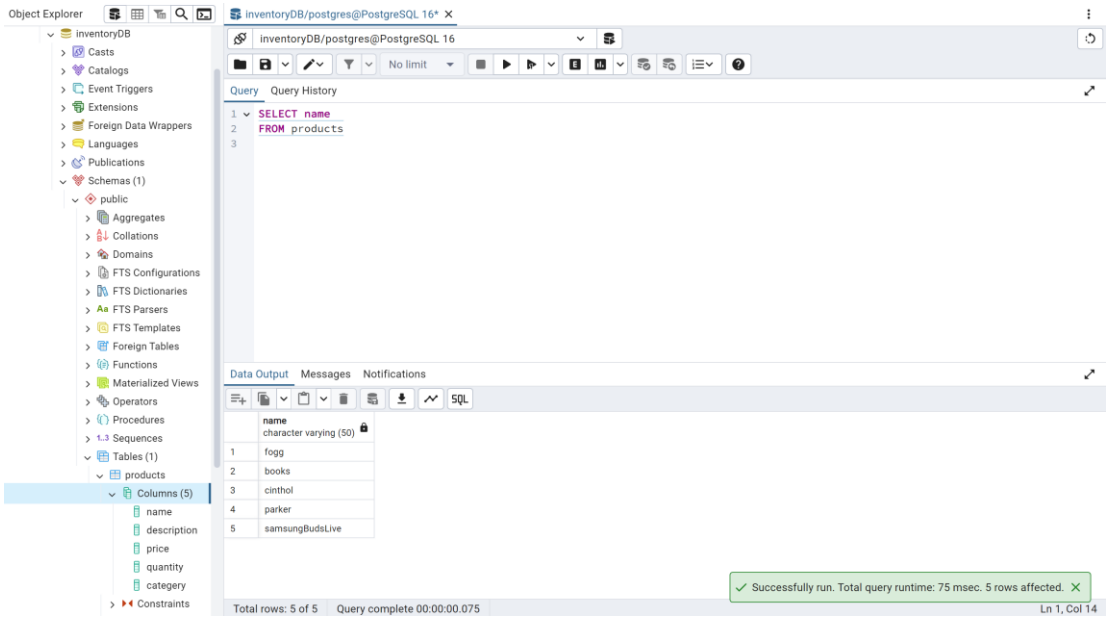 Object Explorer
inventoryDB/postgres@PostgreSQL 16*
inventoryDB
Casts
Catalogs
Event Triggers
Extensions
Foreign Data Wrappers
Languages
Publications
Schemas (1)
public
Aggregates
Collations
Domains
FTS Configurations
FTS Dictionaries
Aa FTS Parsers
FTS Templates
Foreign Tables
Functions
Materialized Views
Operators
Procedures
1..3 Sequences
Tables (1)
products
Columns (5)
name
description
price
quantity
categery
Constraints
inventoryDB/postgres@PostgreSQL 16
No limit
E
Query Query History
1 SELECT name
2 FROM products
3
Data Output Messages Notifications
SQL
name
character varying (50)
1 fogg
2 books
3 cinthol
4 parker
5 samsungBudsLive
Successfully run. Total query runtime: 75 msec. 5 rows affected.
Total rows: 5 of 5 Query complete 00:00:00.075 Ln 1, Col 14